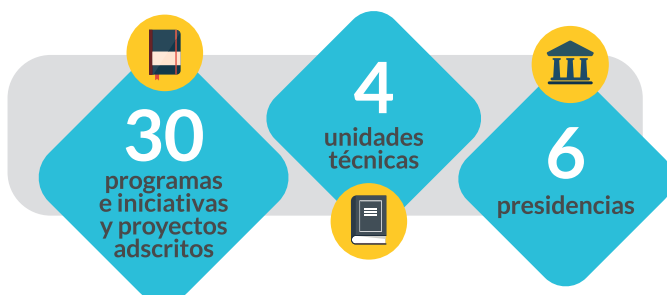 30
programas
e iniciativas
y proyectos
adscritos
4
unidades
técnicas
6
presidencias